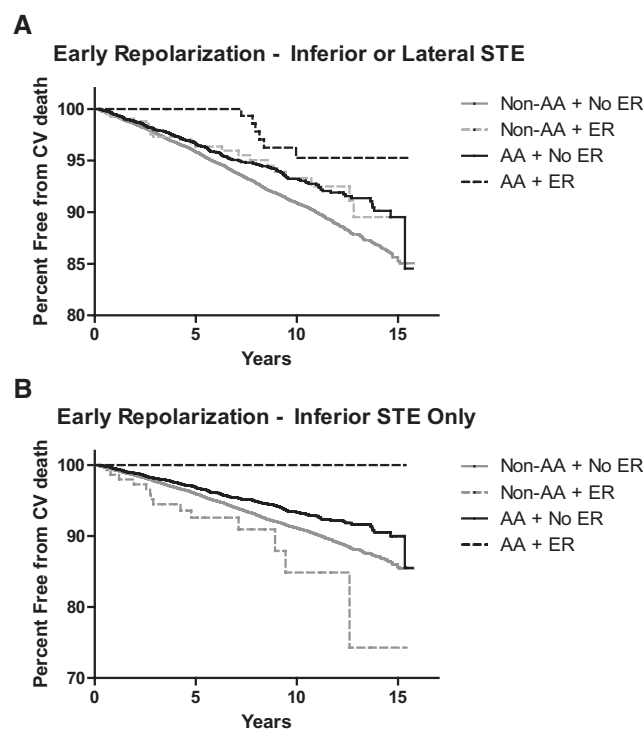 A
Early Repolarization - Inferior or Lateral STE
Percent Free from CV death
100
95
90
85
80
0
5
10
15
Years
Non-AA + No ER
Non-AA + ER
AA + No ER
AA + ER
B
Early Repolarization - Inferior STE Only
Percent Free from CV death
100
90
80
70
0
5
10
15
Years
Non-AA + No ER
Non-AA + ER
AA + No ER
AA + ER